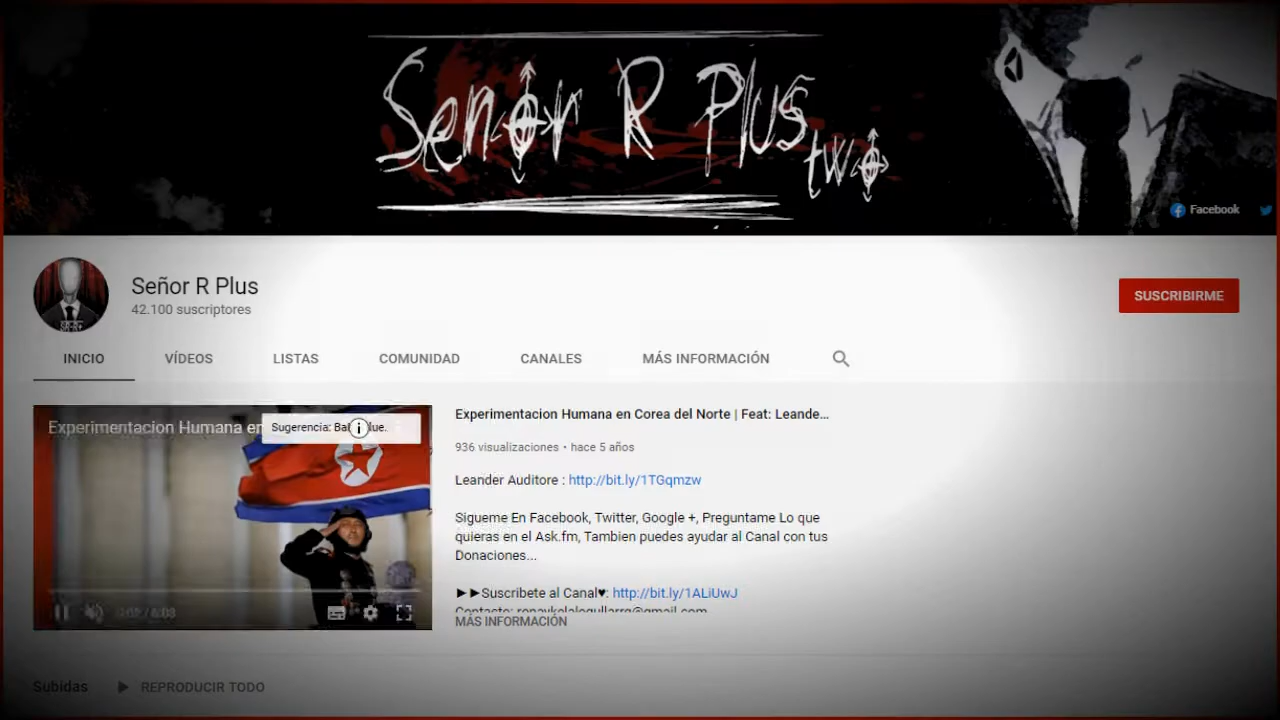 Señor R Plus
two
Facebook
Señor R Plus
42.100 suscriptores
SUSCRIBIRME
INICIO
VÍDEOS
LISTAS
COMUNIDAD
CANALES
MÁS INFORMACIÓN
Experimentacion Humana en
Sugerencia:
Experimentacion Humana en Corea del Norte | Feat: Leande...
936 visualizaciones • hace 5 años
Leander Auditore : http://bit.ly/1TGqmzw
Sigueme En Facebook, Twitter, Google +, Preguntame Lo que
quieras en el Ask.fm, Tambien puedes ayudar al Canal con tus
Donaciones...
►►Suscribete al Canal♥: http://bit.ly/1ALiUwJ
MÁS INFORMACIÓN
Subidas
REPRODUCIR TODO